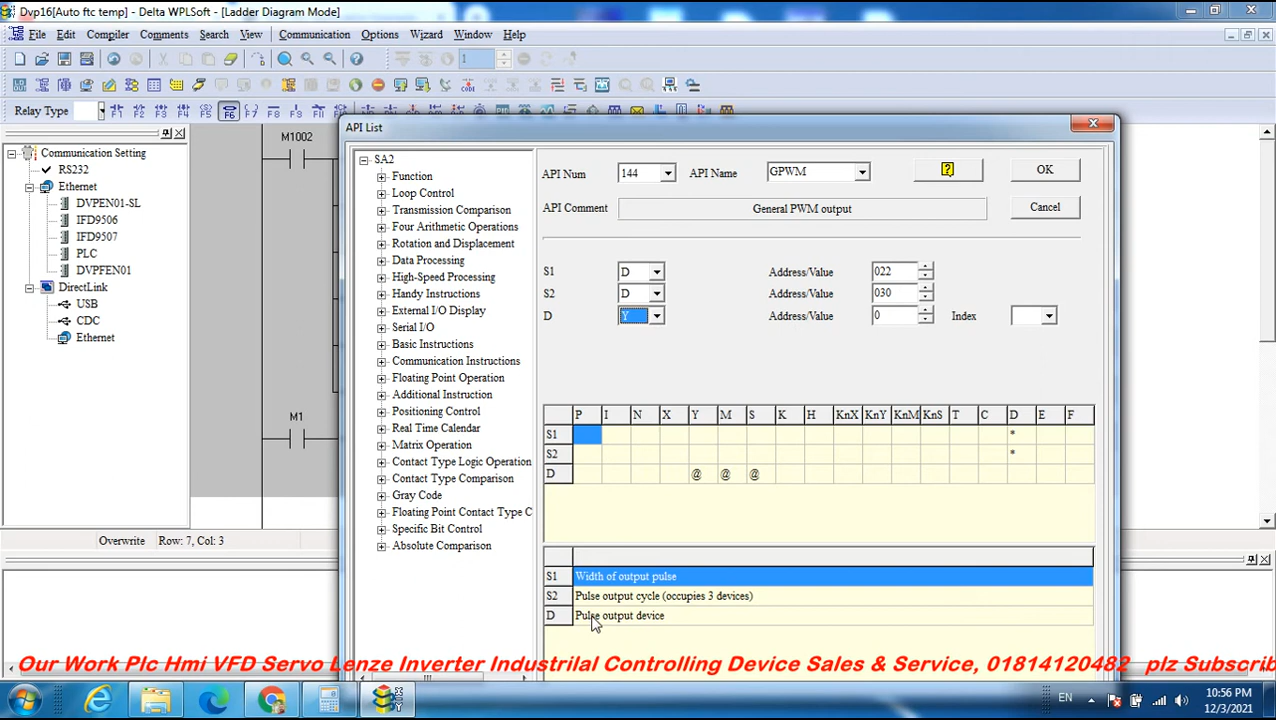 Dvp16[Auto ftc temp] - Delta WPLSoft - [Ladder Diagram Mode]
File Edit Compiler Comments Search View Communication Options Wizard Window Help
1
Relay Type
API List
Communication Setting
RS232
Ethernet
DVPEN01-SL
IFD9506
IFD9507
PLC
DVPFEN01
DirectLink
USB
CDC
Ethernet
M1002
M1
Overwrite Row: 7, Col: 3
SA2
Function
Loop Control
Transmission Comparison
Four Arithmetic Operations
Rotation and Displacement
Data Processing
High-Speed Processing
Handy Instructions
External I/O Display
Serial I/O
Basic Instructions
Communication Instructions
Floating Point Operation
Additional Instruction
Positioning Control
Real Time Calendar
Matrix Operation
Contact Type Logic Operation
Contact Type Comparison
Gray Code
Floating Point Contact Type C
Specific Bit Control
Absolute Comparison
API Num 144 API Name GPWM ? OK
API Comment General PWM output Cancel
S1 D Address/Value 022
S2 D Address/Value 030
D Y Address/Value 0 Index
P I N X Y M S K H KnX KnY KnM KnS T C D E F
S1 *
S2 *
D @ @ @
S1 Width of output pulse
S2 Pulse output cycle (occupies 3 devices)
D Pulse output device
Our Work Plc Hmi VFD Servo Lenze Inverter Industrilal Controlling Device Sales & Service, 01814120482 plz Subscrib
EN 10:56 PM
12/3/2021